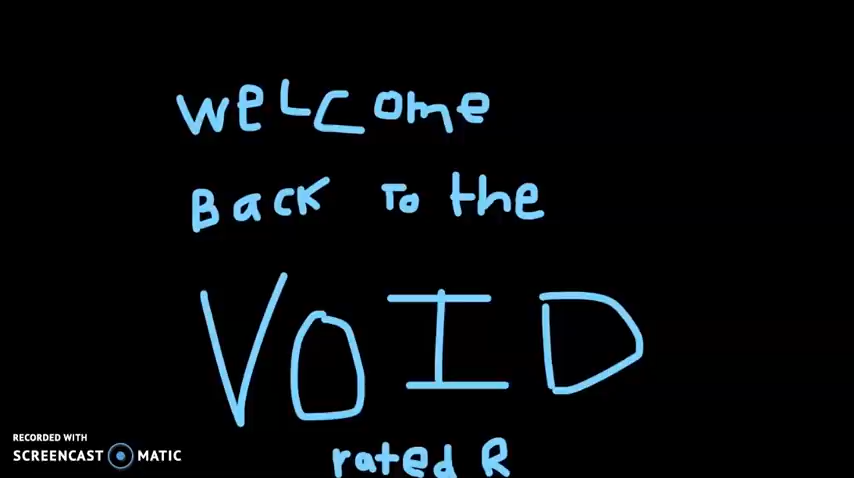 WeLCome
Back To the
VOID
rated R
RECORDED WITH
SCREENCAST MATIC